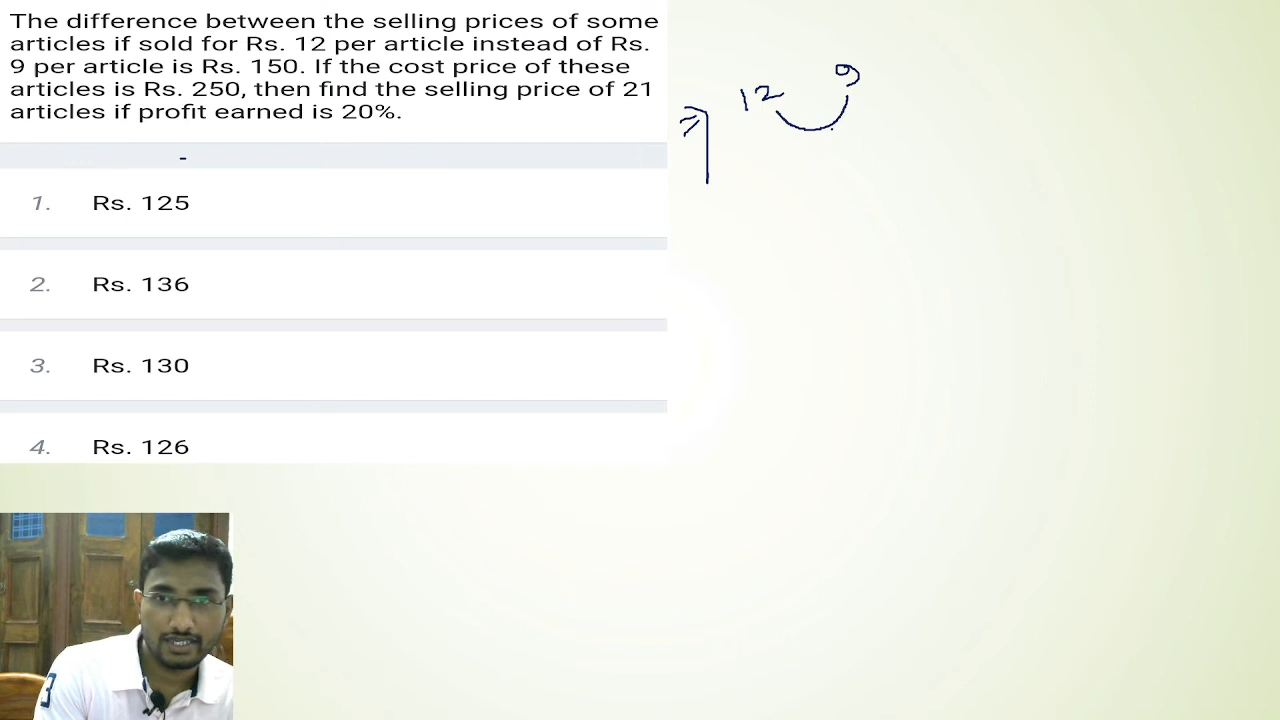 The difference between the selling prices of some
articles if sold for Rs. 12 per article instead of Rs.
9 per article is Rs. 150. If the cost price of these
articles is Rs. 250, then find the selling price of 21
articles if profit earned is 20%.
12 9
1. Rs. 125
2. Rs. 136
3. Rs. 130
4. Rs. 126
3